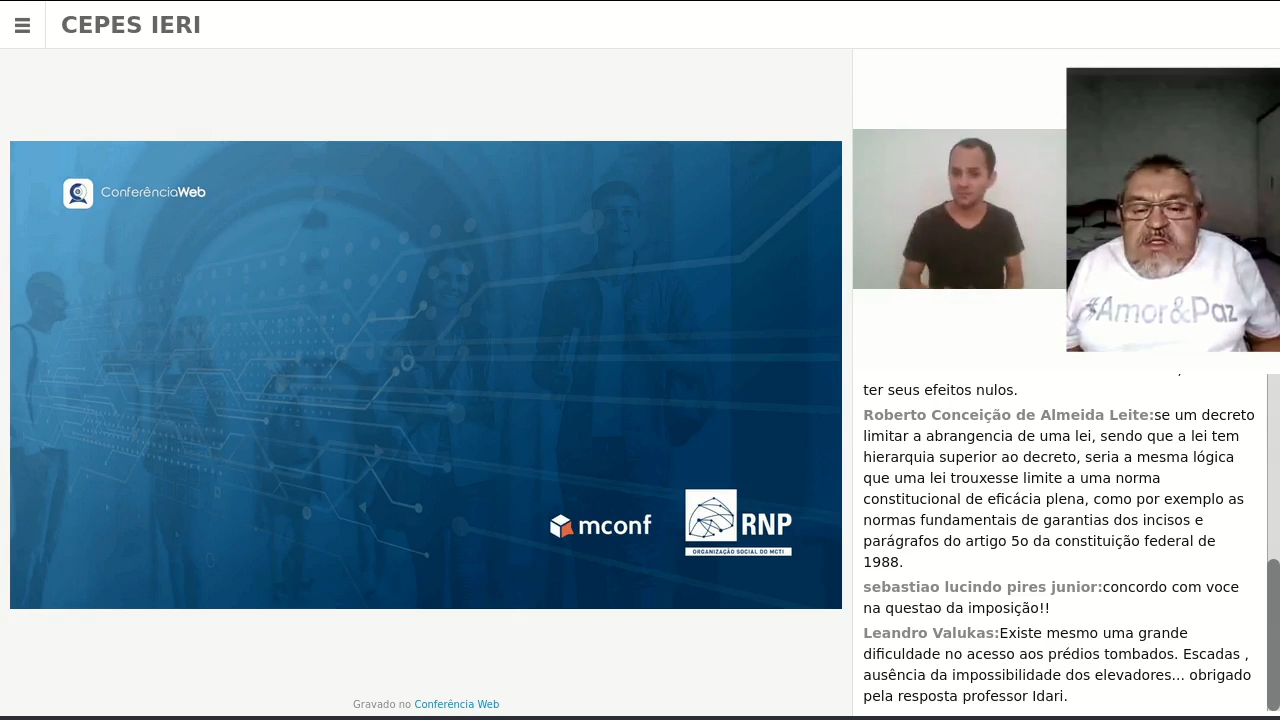 CEPES IERI
ConferênciaWeb
mconf
RNP
ORGANIZAÇÃO SOCIAL DO MCTI
#Amor&Paz
ter seus efeitos nulos.
Roberto Conceição de Almeida Leite:se um decreto
limitar a abrangencia de uma lei, sendo que a lei tem
hierarquia superior ao decreto, seria a mesma lógica
que uma lei trouxesse limite a uma norma
constitucional de eficácia plena, como por exemplo as
normas fundamentais de garantias dos incisos e
parágrafos do artigo 5o da constituição federal de
1988.
sebastiao lucindo pires junior:concordo com voce
na questao da imposição!!
Leandro Valukas:Existe mesmo uma grande
dificuldade no acesso aos prédios tombados. Escadas ,
ausência da impossibilidade dos elevadores... obrigado
pela resposta professor Idari.
Gravado no Conferência Web